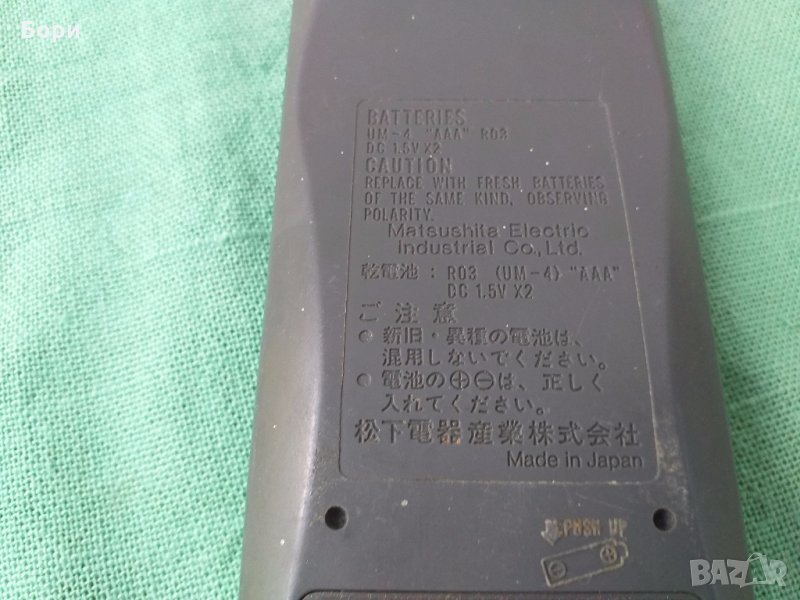 Бори
BATTERIES
UM-4 "AAA" R03
DC 1.5V X2
CAUTION
REPLACE WITH FRESH BATTERIES
OF THE SAME KIND, OBSERVING
POLARITY.
Matsushita Electric
Industrial Co., Ltd.
乾電池：R03 (UM-4) "AAA"
DC 1.5V X2
ご注意
●新旧・異種の電池は、
混用しないでください。
●電池の⊕⊖は、正しく
入れてください。
松下電器産業株式会社
Made in Japan
PUSH UP
BAZAR